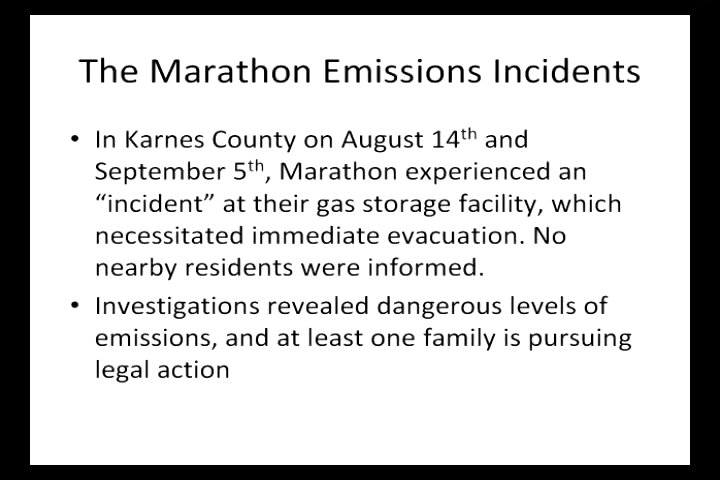 The Marathon Emissions Incidents
• In Karnes County on August 14th and
September 5th, Marathon experienced an
“incident” at their gas storage facility, which
necessitated immediate evacuation. No
nearby residents were informed.
• Investigations revealed dangerous levels of
emissions, and at least one family is pursuing
legal action